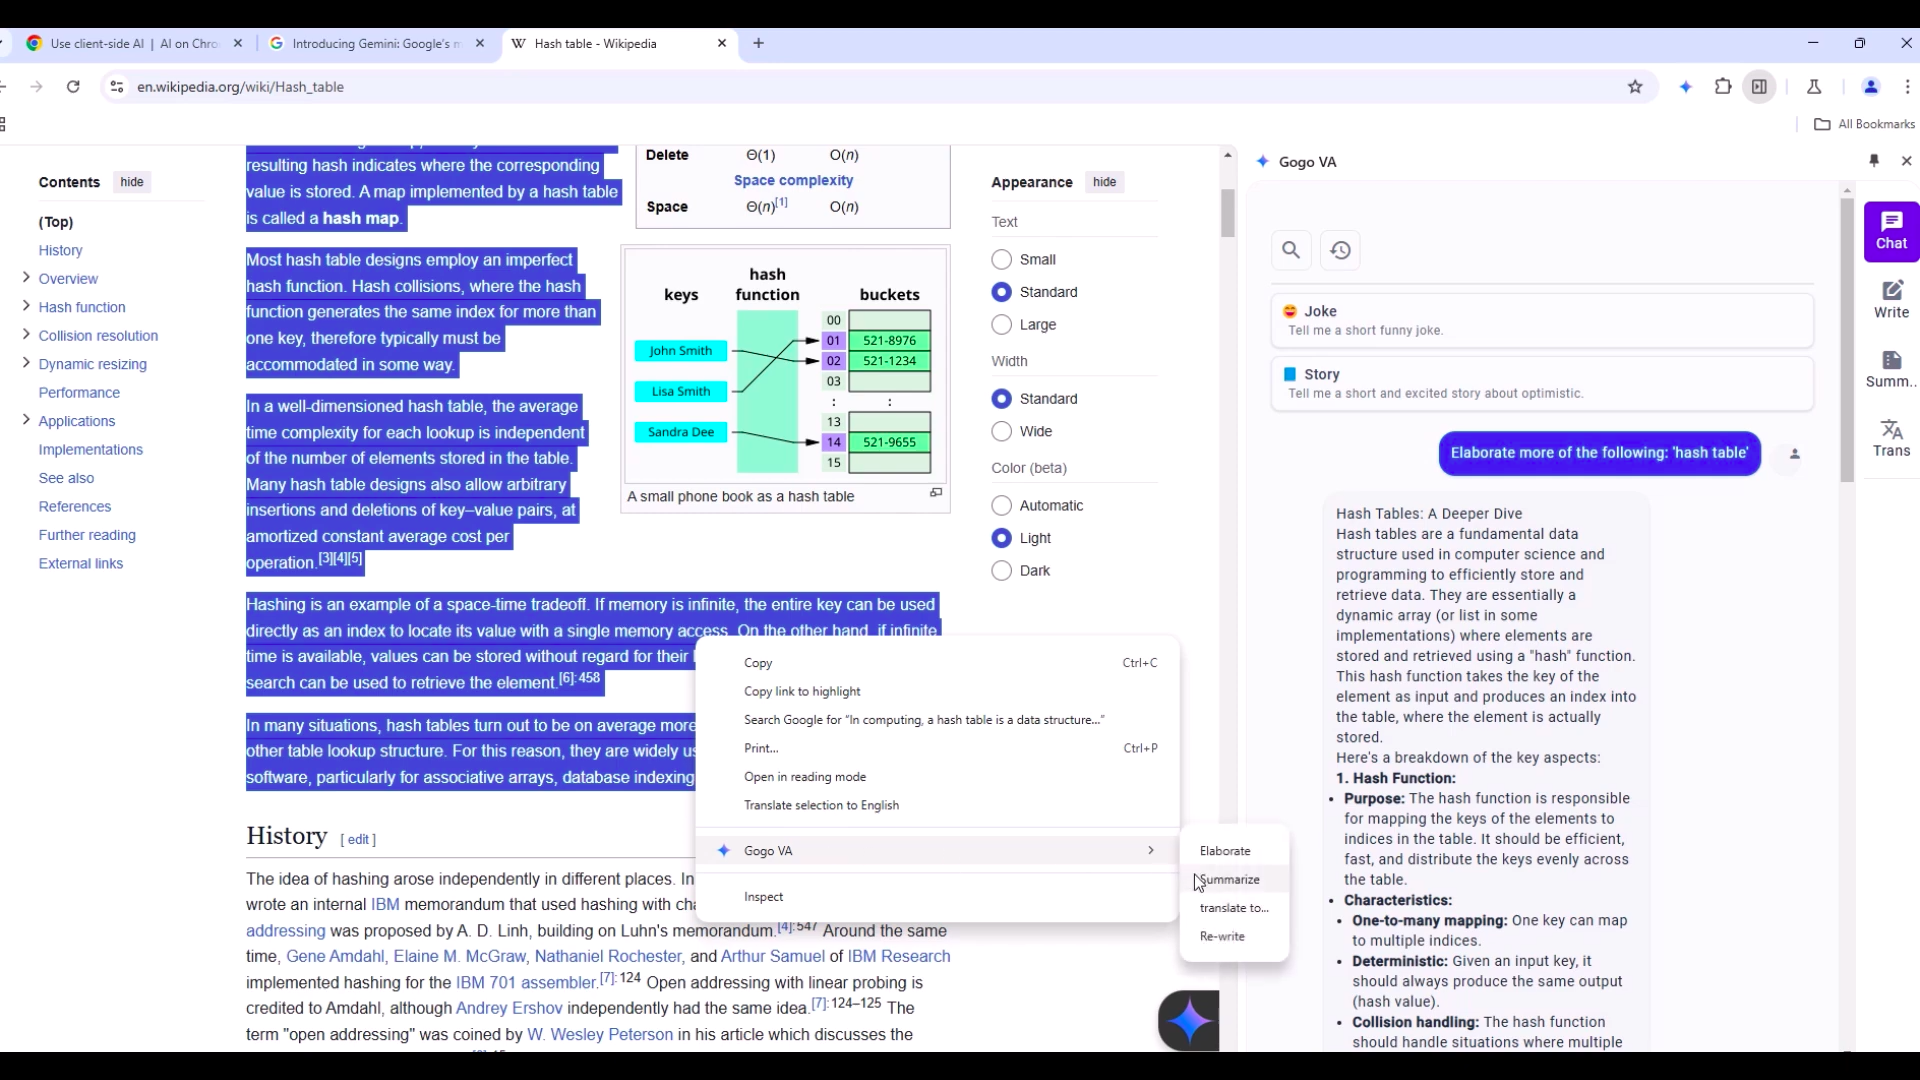 Use client-side AI | AI on Chro
Introducing Gemini: Google's m
W Hash table - Wikipedia
en.wikipedia.org/wiki/Hash_table
All Bookmarks
Contents hide
(Top)
History
Overview
Hash function
Collision resolution
Dynamic resizing
Performance
Applications
Implementations
See also
References
Further reading
External links
resulting hash indicates where the corresponding
value is stored. A map implemented by a hash table
is called a hash map.
Most hash table designs employ an imperfect
hash function. Hash collisions, where the hash
function generates the same index for more than
one key, therefore typically must be
accommodated in some way.
In a well-dimensioned hash table, the average
time complexity for each lookup is independent
of the number of elements stored in the table.
Many hash table designs also allow arbitrary
insertions and deletions of key–value pairs, at
amortized constant average cost per
operation.[3][4][5]
Hashing is an example of a space-time tradeoff. If memory is infinite, the entire key can be used
directly as an index to locate its value with a single memory access. On the other hand, if infinite
time is available, values can be stored without regard for their
search can be used to retrieve the element.[6]:458
In many situations, hash tables turn out to be on average more
other table lookup structure. For this reason, they are widely us
software, particularly for associative arrays, database indexing
Delete Θ(1) O(n)
Space complexity
Space Θ(n)[1] O(n)
keys hash function buckets
John Smith
Lisa Smith
Sandra Dee
00
01 521-8976
02 521-1234
03
: :
13
14 521-9655
15
A small phone book as a hash table
History [ edit ]
The idea of hashing arose independently in different places. In
wrote an internal IBM memorandum that used hashing with cha
addressing was proposed by A. D. Linh, building on Luhn's memorandum.[4]:547 Around the same
time, Gene Amdahl, Elaine M. McGraw, Nathaniel Rochester, and Arthur Samuel of IBM Research
implemented hashing for the IBM 701 assembler.[7]:124 Open addressing with linear probing is
credited to Amdahl, although Andrey Ershov independently had the same idea.[7]:124–125 The
term "open addressing" was coined by W. Wesley Peterson in his article which discusses the
Appearance hide
Text
Small
Standard
Large
Width
Standard
Wide
Color (beta)
Automatic
Light
Dark
Copy Ctrl+C
Copy link to highlight
Search Google for “In computing, a hash table is a data structure...”
Print... Ctrl+P
Open in reading mode
Translate selection to English
Gogo VA
Inspect
Elaborate
Summarize
translate to...
Re-write
Gogo VA
Joke
Tell me a short funny joke.
Story
Tell me a short and excited story about optimistic.
Elaborate more of the following: 'hash table'
Hash Tables: A Deeper Dive
Hash tables are a fundamental data
structure used in computer science and
programming to efficiently store and
retrieve data. They are essentially a
dynamic array (or list in some
implementations) where elements are
stored and retrieved using a "hash" function.
This hash function takes the key of the
element as input and produces an index into
the table, where the element is actually
stored.
Here's a breakdown of the key aspects:
1. Hash Function:
• Purpose: The hash function is responsible
for mapping the keys of the elements to
indices in the table. It should be efficient,
fast, and distribute the keys evenly across
the table.
• Characteristics:
• One-to-many mapping: One key can map
to multiple indices.
• Deterministic: Given an input key, it
should always produce the same output
(hash value).
• Collision handling: The hash function
should handle situations where multiple
Chat
Write
Summ..
Trans